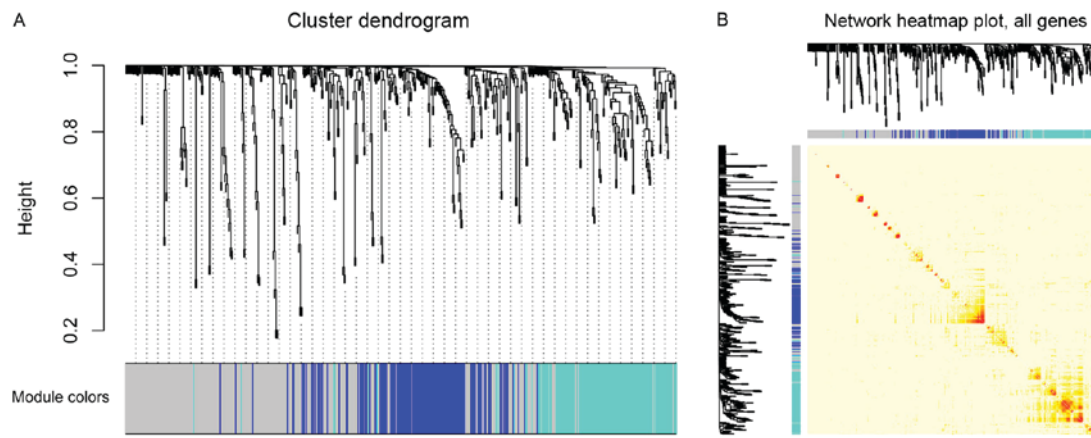 A
Cluster dendrogram
Height
1.0
0.8
0.6
0.4
0.2
Module colors
B
Network heatmap plot, all genes